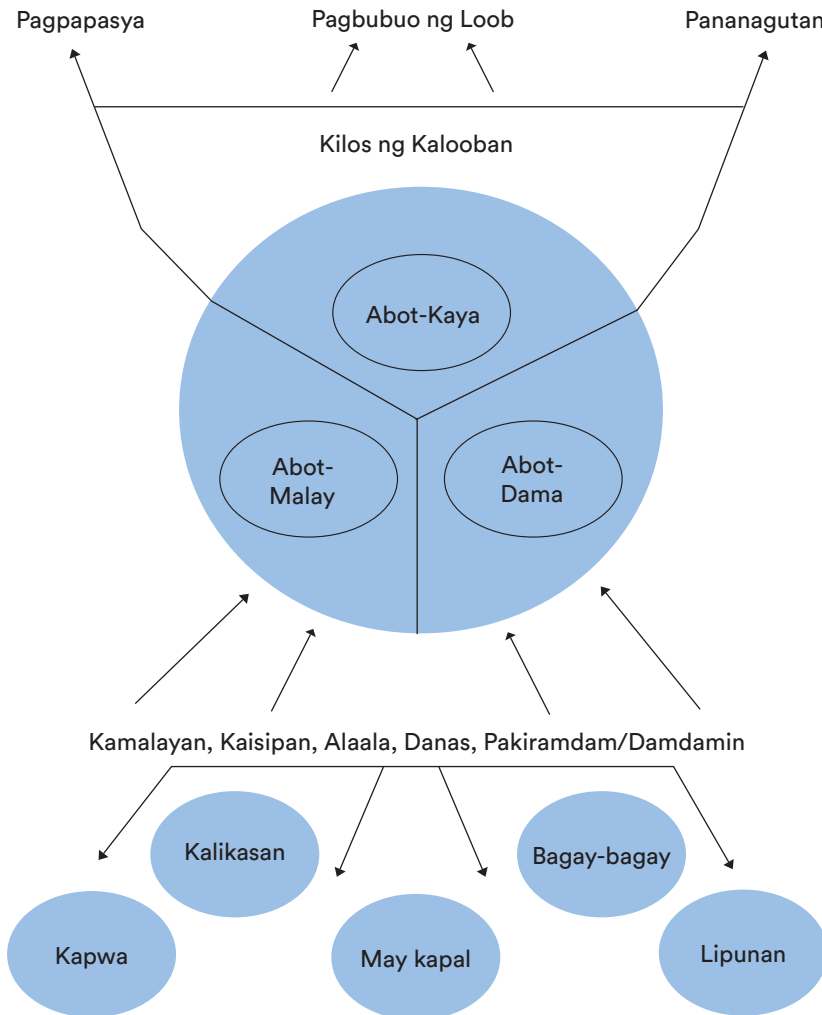 Pagpapasya
Pagbubuo ng Loob
Pananagutan
Kilos ng Kalooban
Abot-Kaya
Abot-
Malay
Abot-
Dama
Kamalayan, Kaisipan, Alaala, Danas, Pakiramdam/Damdamin
Kalikasan
Bagay-bagay
Kapwa
May kapal
Lipunan